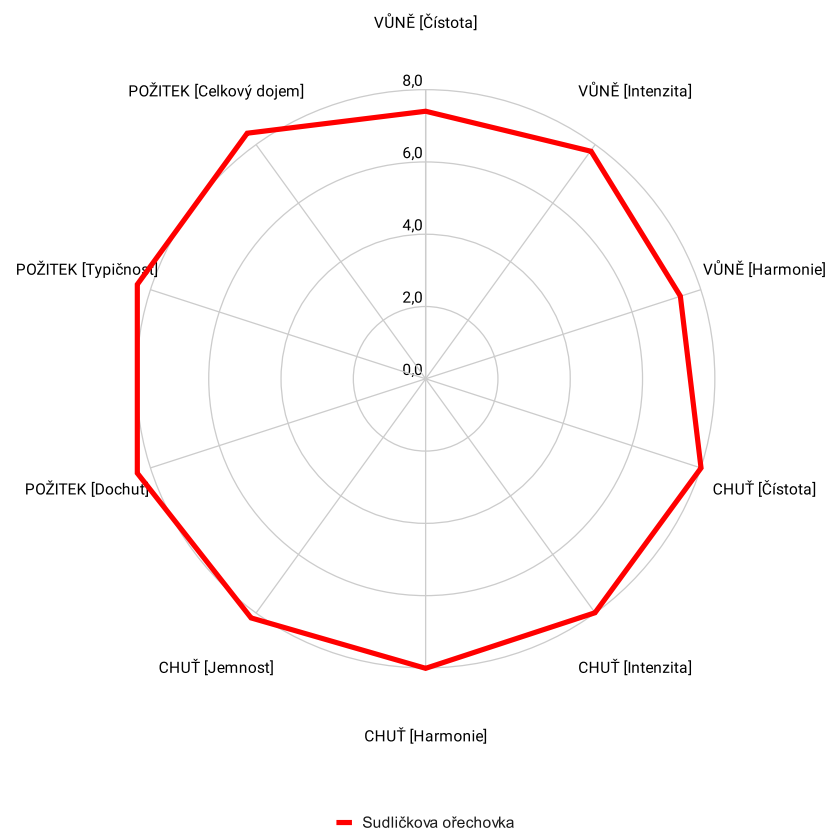 VŮNĚ [Čístota]
POŽITEK [Celkový dojem]
VŮNĚ [Intenzita]
8,0
6,0
4,0
2,0
0,0
POŽITEK [Typičnost]
VŮNĚ [Harmonie]
POŽITEK [Dochuť]
CHUŤ [Čístota]
CHUŤ [Jemnost]
CHUŤ [Intenzita]
CHUŤ [Harmonie]
Sudličkova ořechovka